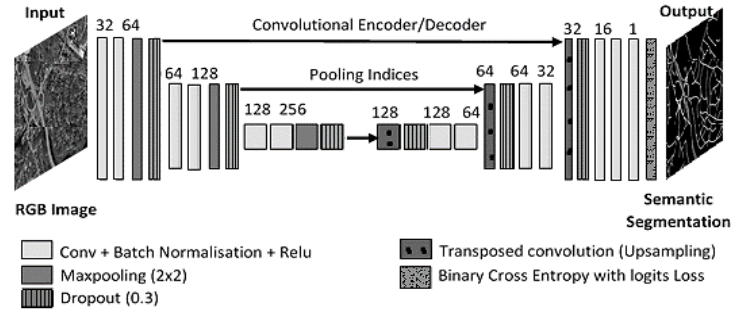 Input
Output
32 64
Convolutional Encoder/Decoder
32 16 1
64 128
Pooling Indices
64 64 32
128 256
128 128 64
RGB Image
Semantic
Segmentation
Conv + Batch Normalisation + Relu
Maxpooling (2x2)
Dropout (0.3)
Transposed convolution (Upsampling)
Binary Cross Entropy with logits Loss